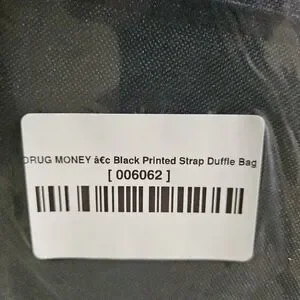 DRUG MONEY â€c Black Printed Strap Duffle Bag
[ 006062 ]